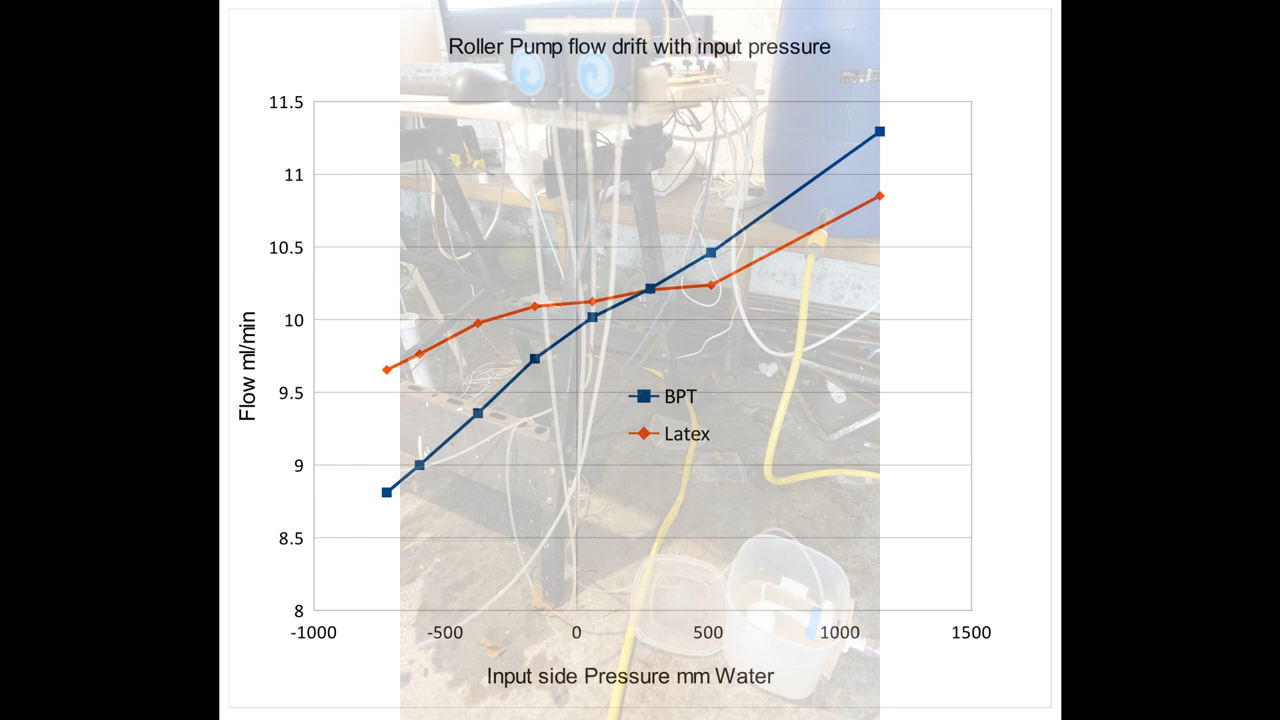 Roller Pump flow drift with input pressure
11.5
11
10.5
10
9.5
9
8.5
8
Flow ml/min
BPT
Latex
-1000 -500 0 500 1000 1500
Input side Pressure mm Water